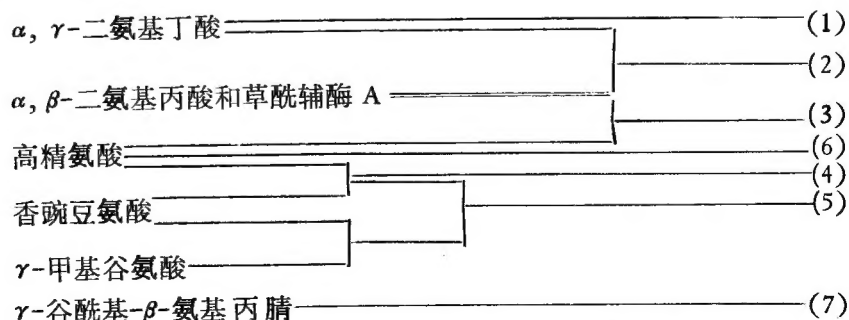 α, γ-二氨基丁酸 (1)
(2)
α, β-二氨基丙酸和草酰辅酶 A
(3)
高精氨酸 (6)
(4)
香豌豆氨酸 (5)
γ-甲基谷氨酸
γ-谷酰基-β-氨基丙腈 (7)